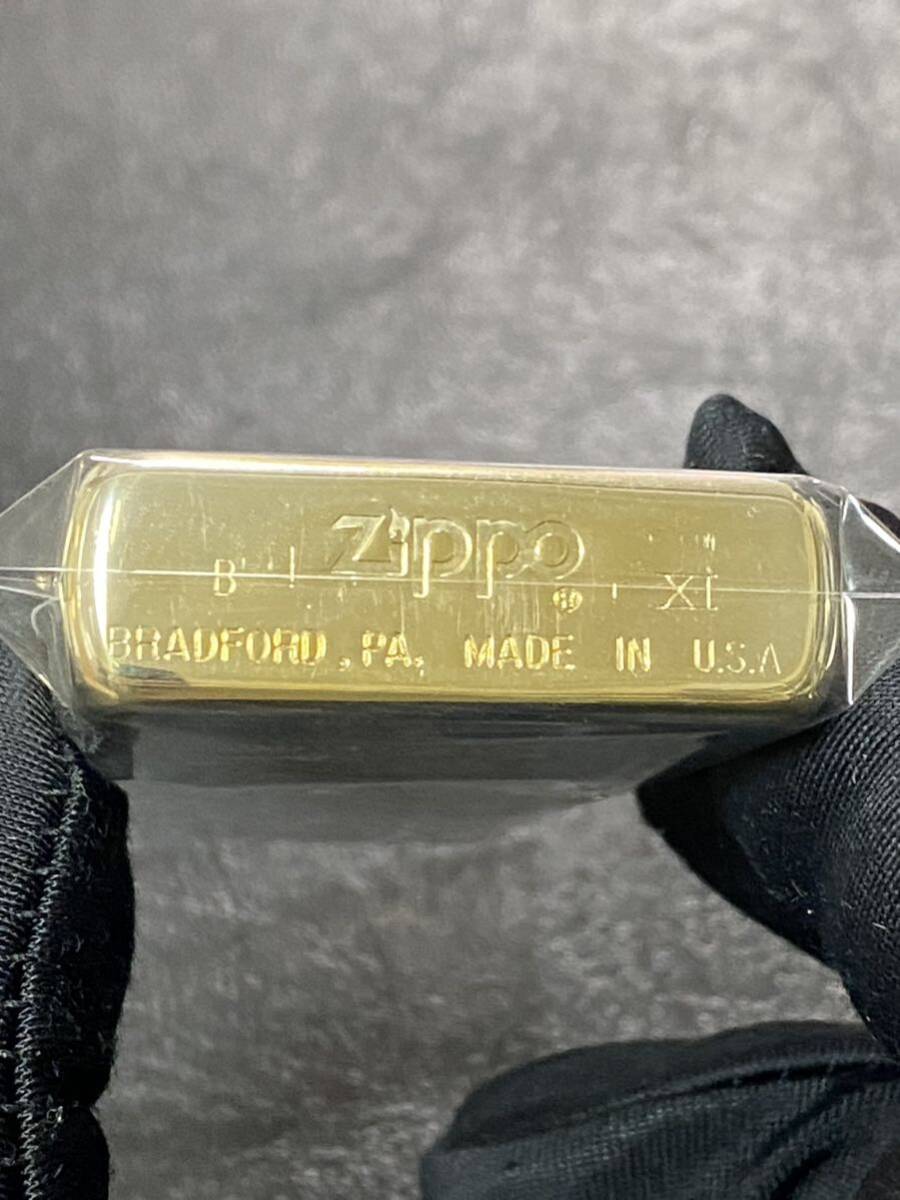 Zippo
B ® XI
BRADFORD, PA. MADE IN U.S.A